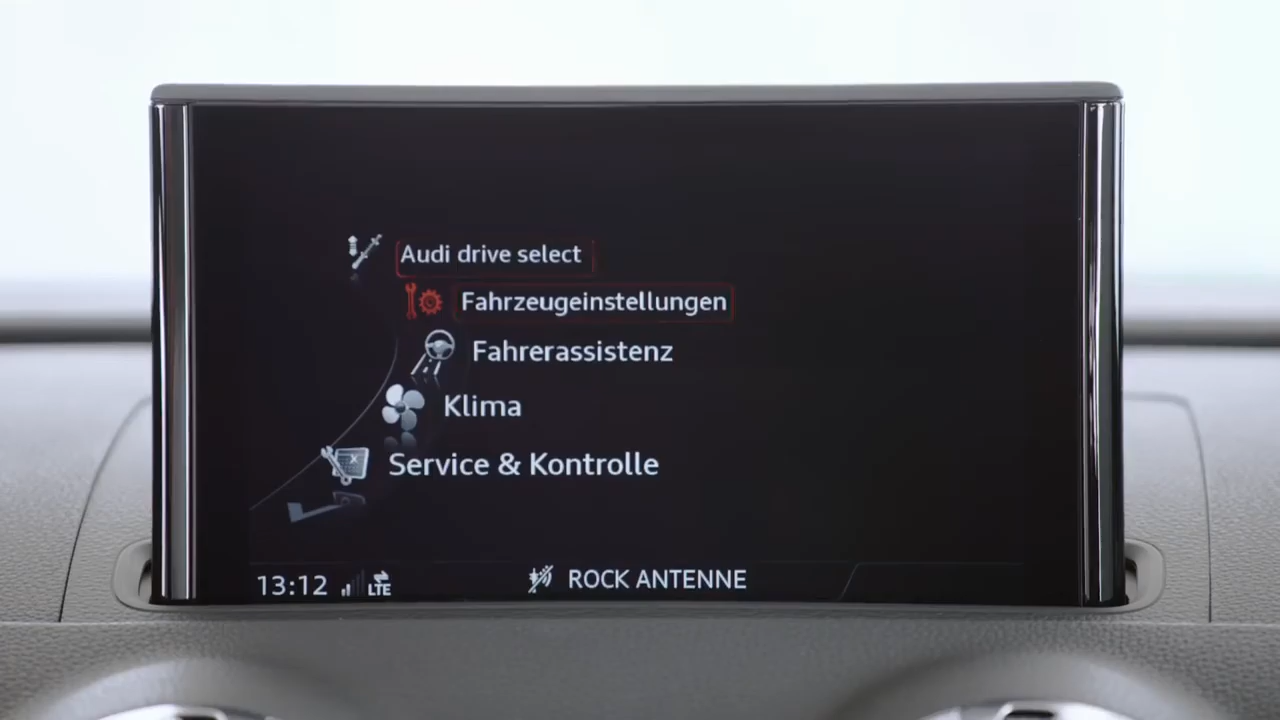 Audi drive select
Fahrzeugeinstellungen
Fahrerassistenz
Klima
Service & Kontrolle
13:12 LTE ROCK ANTENNE